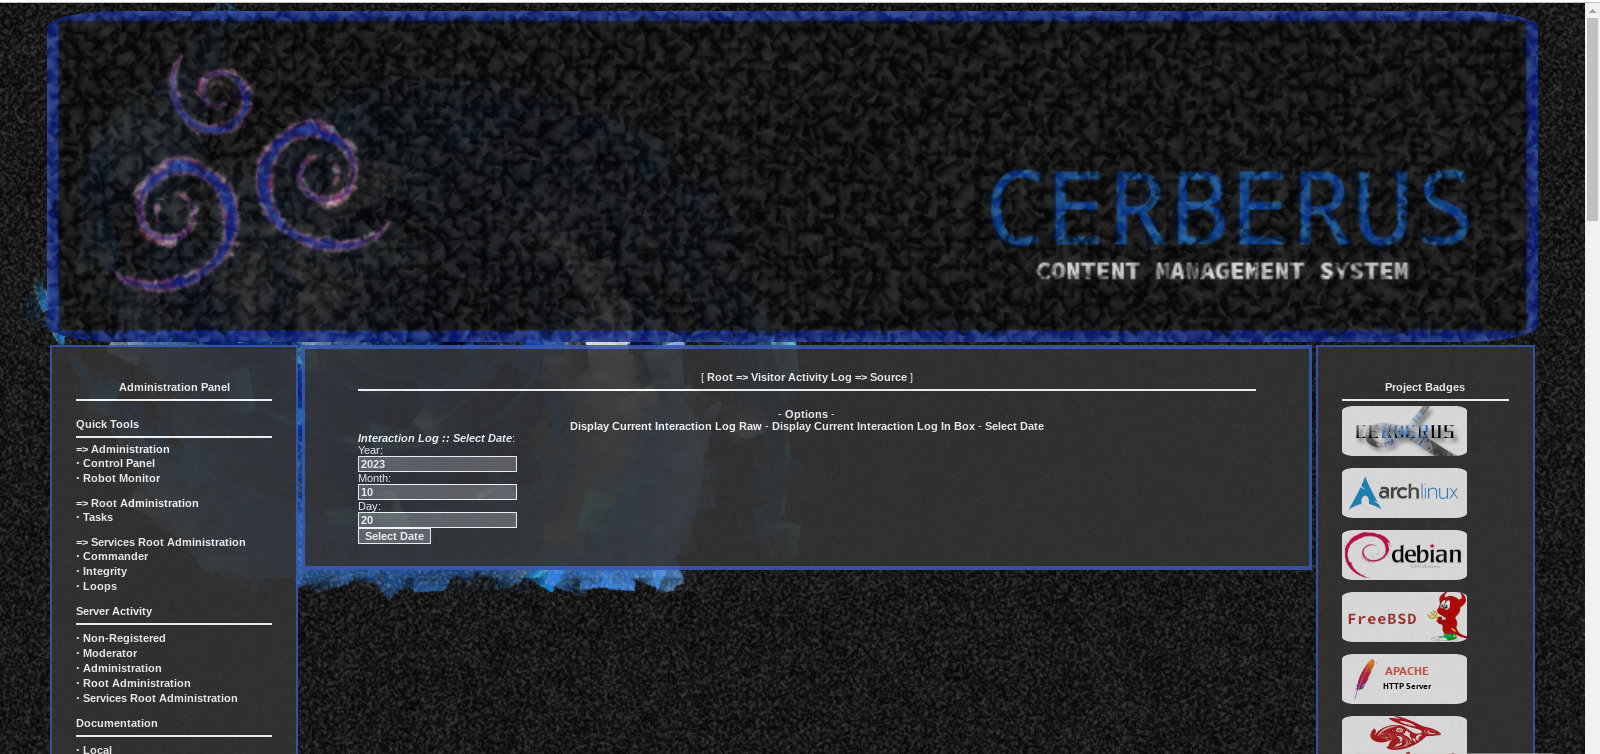 CERBERUS
CONTENT MANAGEMENT SYSTEM
Administration Panel
Quick Tools
=> Administration
· Control Panel
· Robot Monitor
=> Root Administration
· Tasks
=> Services Root Administration
· Commander
· Integrity
· Loops
Server Activity
· Non-Registered
· Moderator
· Administration
· Root Administration
· Services Root Administration
Documentation
· Local
[ Root => Visitor Activity Log => Source ]
- Options -
Display Current Interaction Log Raw - Display Current Interaction Log In Box - Select Date
Interaction Log :: Select Date:
Year:
2023
Month:
10
Day:
20
Select Date
Project Badges
CERBERUS
archlinux
debian
FreeBSD
APACHE
HTTP Server